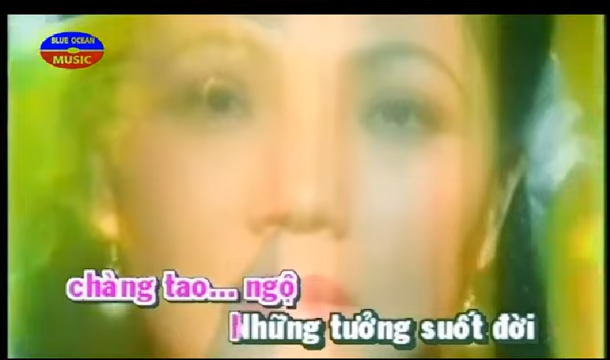 BLUE OCEAN
MUSIC
chàng tao... ngộ
Những tưởng suốt đời